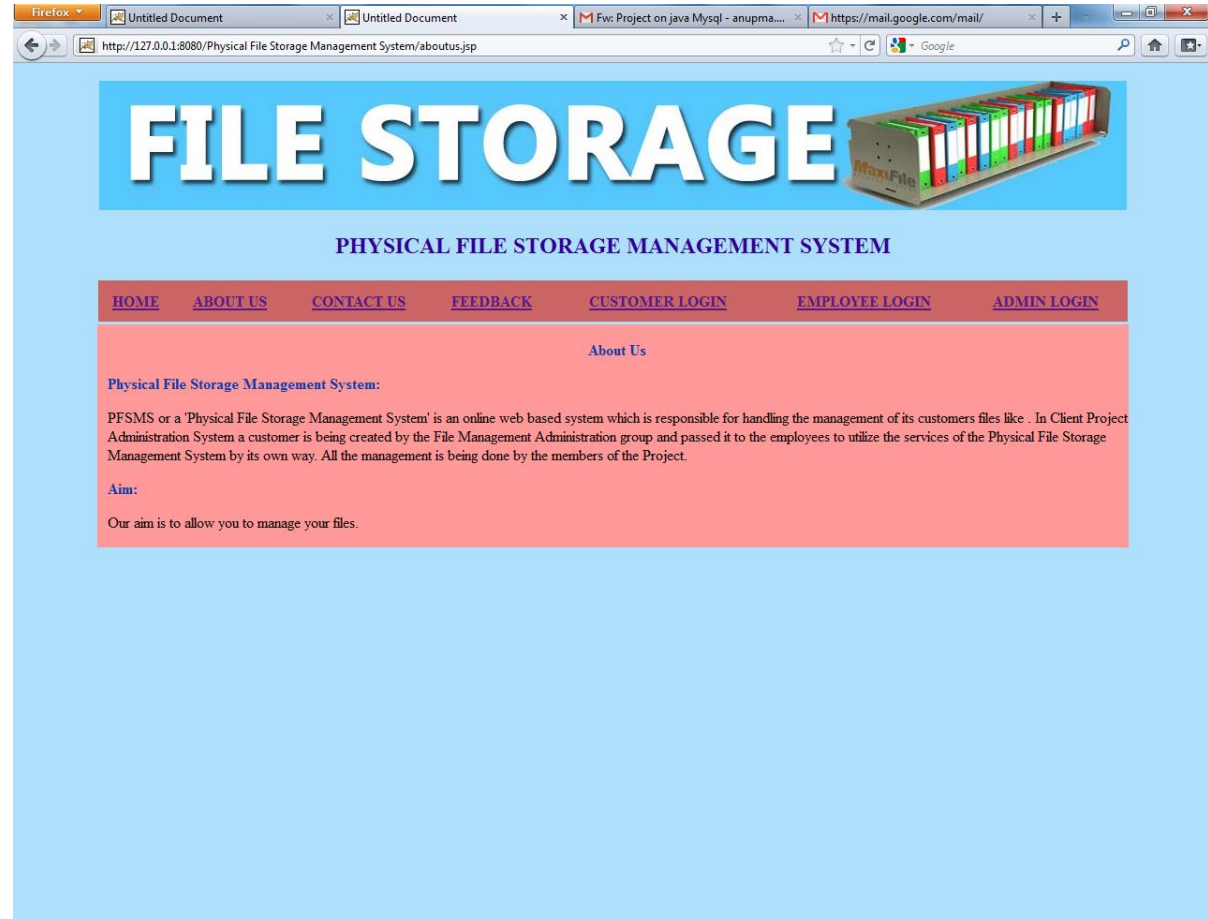 Firefox
Untitled Document
Untitled Document
Fw: Project on java Mysql - anupma....
https://mail.google.com/mail/
http://127.0.0.1:8080/Physical File Storage Management System/aboutus.jsp
Google
FILE STORAGE
MaxiFile
PHYSICAL FILE STORAGE MANAGEMENT SYSTEM
HOME ABOUT US CONTACT US FEEDBACK CUSTOMER LOGIN EMPLOYEE LOGIN ADMIN LOGIN
About Us
Physical File Storage Management System:
PFSMS or a 'Physical File Storage Management System' is an online web based system which is responsible for handling the management of its customers files like . In Client Project
Administration System a customer is being created by the File Management Administration group and passed it to the employees to utilize the services of the Physical File Storage
Management System by its own way. All the management is being done by the members of the Project.
Aim:
Our aim is to allow you to manage your files.